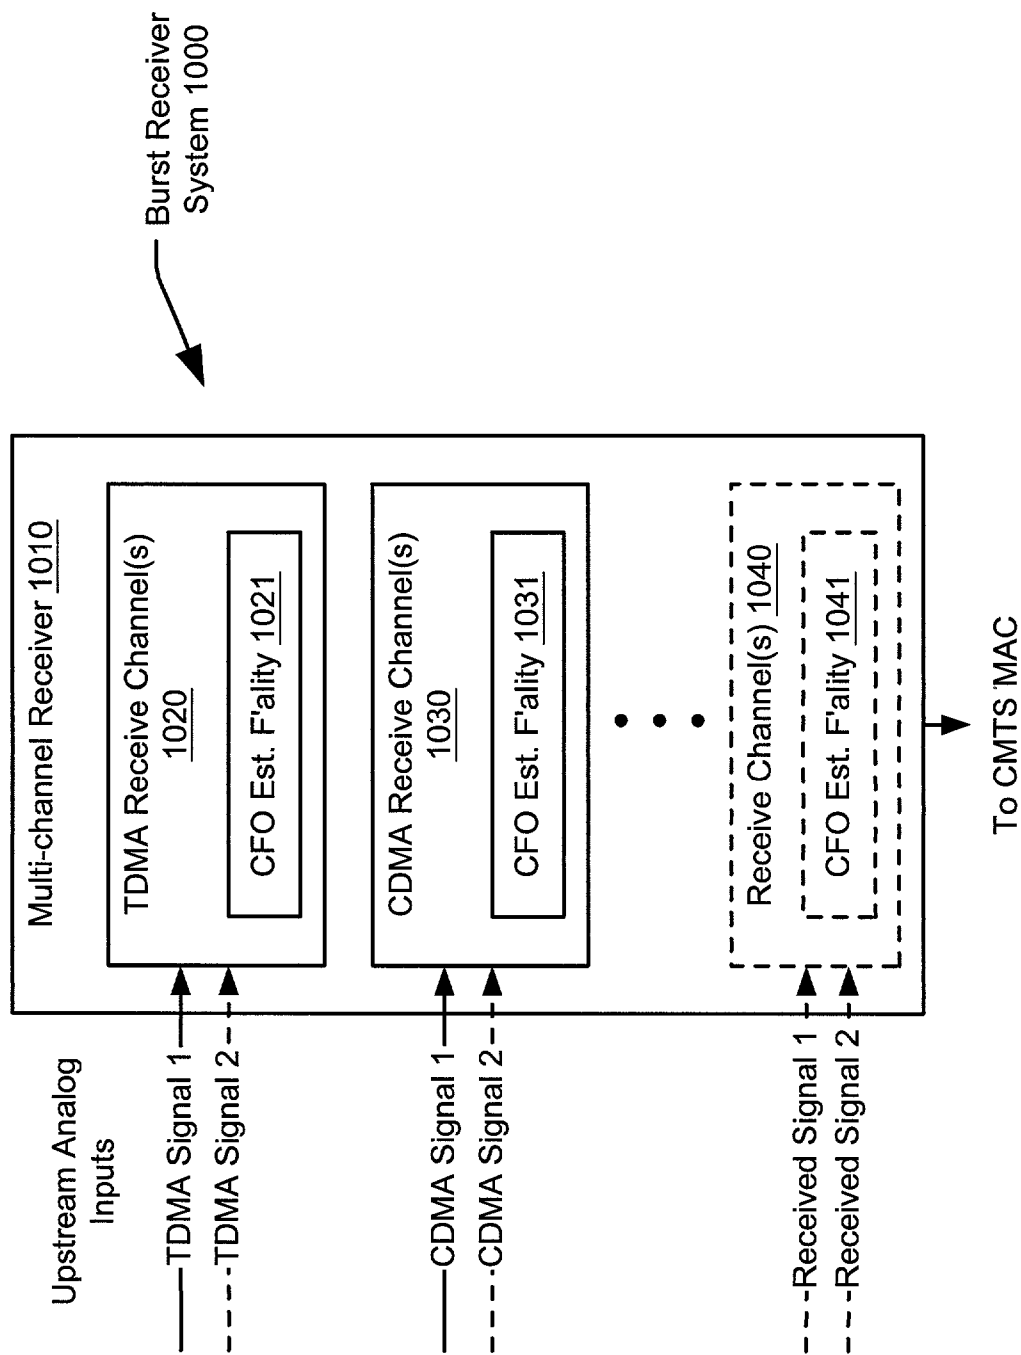 Burst Receiver
System 1000
Multi-channel Receiver 1010
TDMA Receive Channel(s)
1020
CFO Est. F'ality 1021
CDMA Receive Channel(s)
1030
CFO Est. F'ality 1031
Receive Channel(s) 1040
CFO Est. F'ality 1041
Upstream Analog
Inputs
TDMA Signal 1
TDMA Signal 2
CDMA Signal 1
CDMA Signal 2
Received Signal 1
Received Signal 2
To CMTS MAC